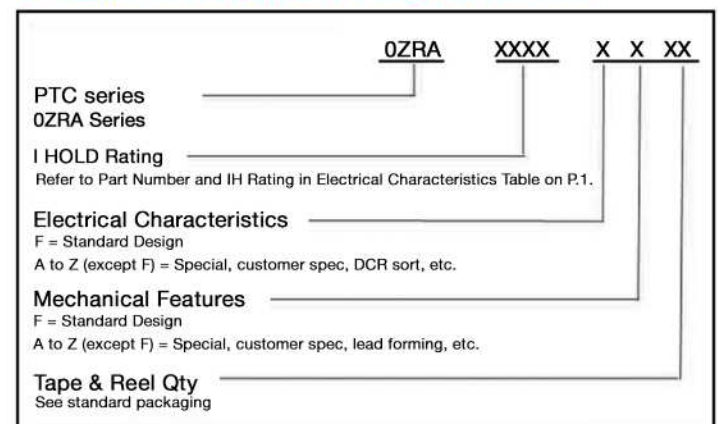 0ZRA XXXX X X XX
PTC series
0ZRA Series
I HOLD Rating
Refer to Part Number and IH Rating in Electrical Characteristics Table on P.1.
Electrical Characteristics
F = Standard Design
A to Z (except F) = Special, customer spec, DCR sort, etc.
Mechanical Features
F = Standard Design
A to Z (except F) = Special, customer spec, lead forming, etc.
Tape & Reel Qty
See standard packaging